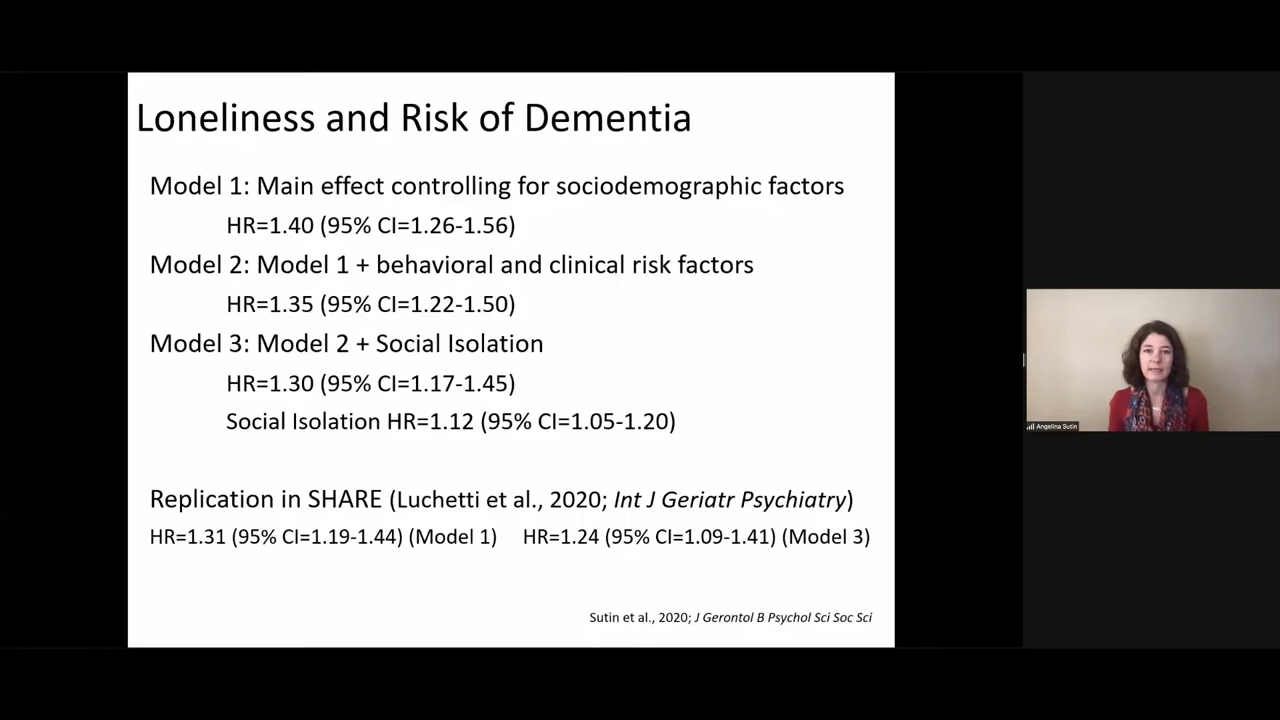 Loneliness and Risk of Dementia
Model 1: Main effect controlling for sociodemographic factors
HR=1.40 (95% CI=1.26-1.56)
Model 2: Model 1 + behavioral and clinical risk factors
HR=1.35 (95% CI=1.22-1.50)
Model 3: Model 2 + Social Isolation
HR=1.30 (95% CI=1.17-1.45)
Social Isolation HR=1.12 (95% CI=1.05-1.20)
Replication in SHARE (Luchetti et al., 2020; Int J Geriatr Psychiatry)
HR=1.31 (95% CI=1.19-1.44) (Model 1) HR=1.24 (95% CI=1.09-1.41) (Model 3)
Sutin et al., 2020; J Gerontol B Psychol Sci Soc Sci
Angelina Sutin